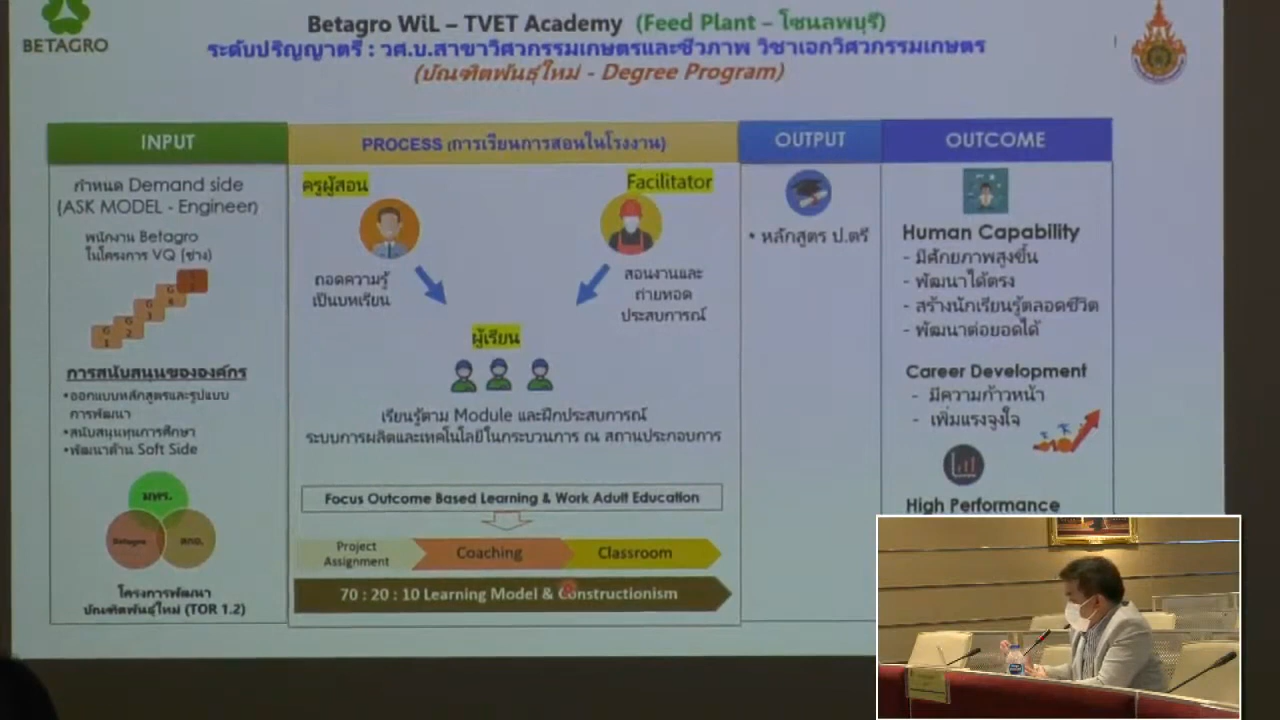 BETAGRO
Betagro WiL – TVET Academy (Feed Plant – โซนลพบุรี)
ระดับปริญญาตรี : วศ.บ.สาขาวิศวกรรมเกษตรและชีวภาพ วิชาเอกวิศวกรรมเกษตร
(บัณฑิตพันธุ์ใหม่ - Degree Program)
INPUT
กำหนด Demand side
(ASK MODEL - Engineer)
พนักงาน Betagro
ในโครงการ VQ (ช่าง)
G 1
G 2
G 3
G 4
การสนับสนุนขององค์กร
•ออกแบบหลักสูตรและรูปแบบ
การพัฒนา
•สนับสนุนทุนการศึกษา
•พัฒนาด้าน Soft Side
มทร.
Betagro
สกอ.
โครงการพัฒนา
บัณฑิตพันธุ์ใหม่ (TOR 1.2)
PROCESS (การเรียนการสอนในโรงงาน)
ครูผู้สอน
Facilitator
ถอดความรู้
เป็นบทเรียน
สอนงานและ
ถ่ายทอด
ประสบการณ์
ผู้เรียน
เรียนรู้ตาม Module และฝึกประสบการณ์
ระบบการผลิตและเทคโนโลยีในกระบวนการ ณ สถานประกอบการ
Focus Outcome Based Learning & Work Adult Education
Project
Assignment
Coaching
Classroom
70 : 20 : 10 Learning Model & Constructionism
OUTPUT
• หลักสูตร ป.ตรี
OUTCOME
Human Capability
- มีศักยภาพสูงขึ้น
- พัฒนาได้ตรง
- สร้างนักเรียนรู้ตลอดชีวิต
- พัฒนาต่อยอดได้
Career Development
- มีความก้าวหน้า
- เพิ่มแรงจูงใจ
High Performance